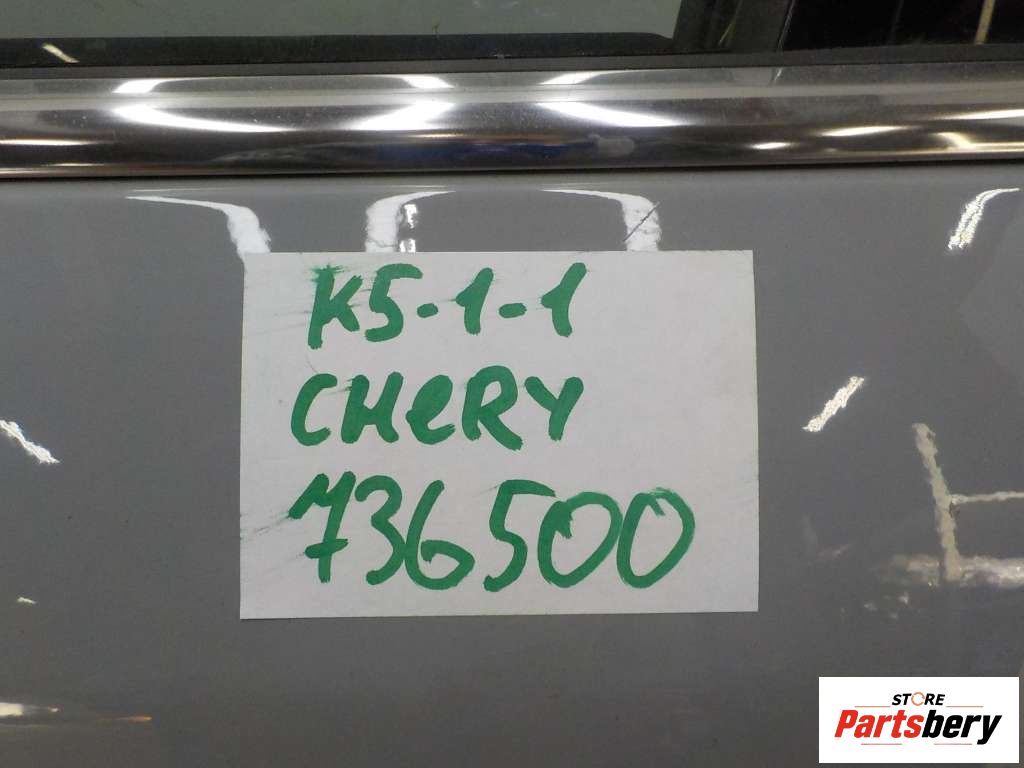 K5-1-1
CHeRY
736500
STORE
Partsbery